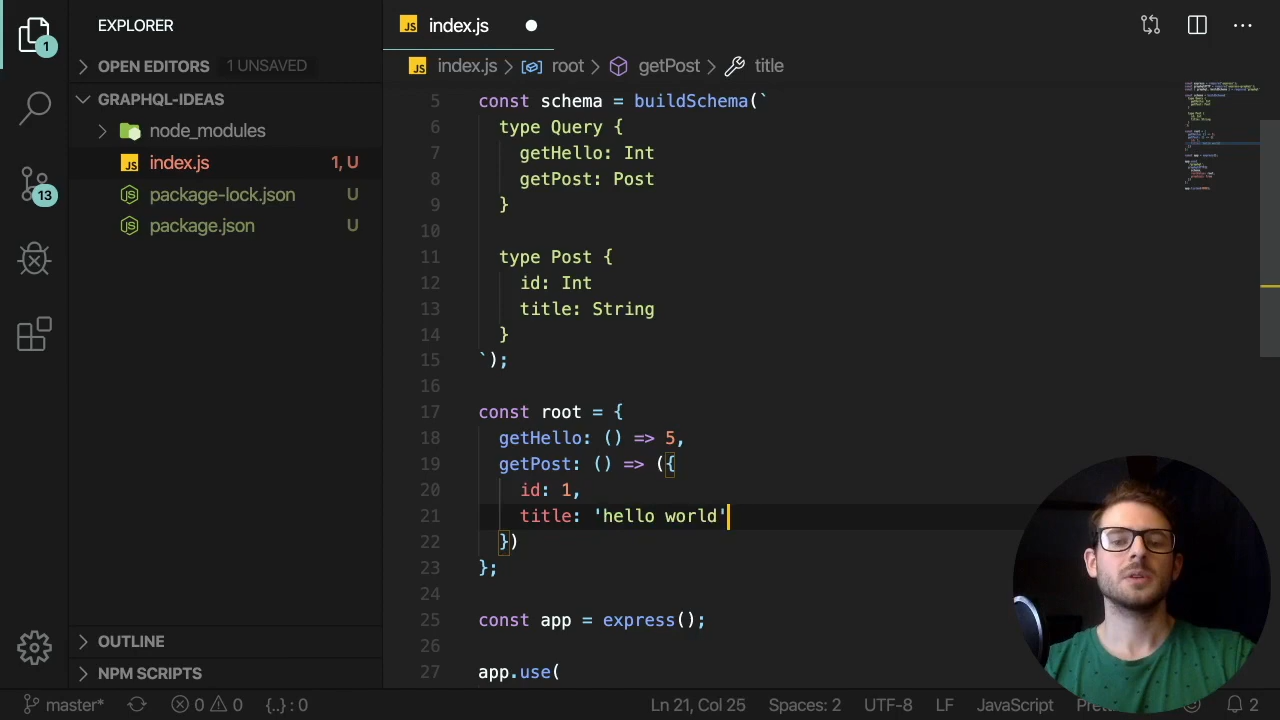 1
13
EXPLORER
OPEN EDITORS 1 UNSAVED
GRAPHQL-IDEAS
node_modules
JS index.js 1, U
package-lock.json U
package.json U
OUTLINE
NPM SCRIPTS
JS index.js
JS index.js > root > getPost > title
5 const schema = buildSchema(`
6 type Query {
7 getHello: Int
8 getPost: Post
9 }
10
11 type Post {
12 id: Int
13 title: String
14 }
15 `);
16
17 const root = {
18 getHello: () => 5,
19 getPost: () => ({
20 id: 1,
21 title: 'hello world'
22 })
23 };
24
25 const app = express();
26
27 app.use(
master* 0 0 {..} : 0 Ln 21, Col 25 Spaces: 2 UTF-8 LF JavaScript 2